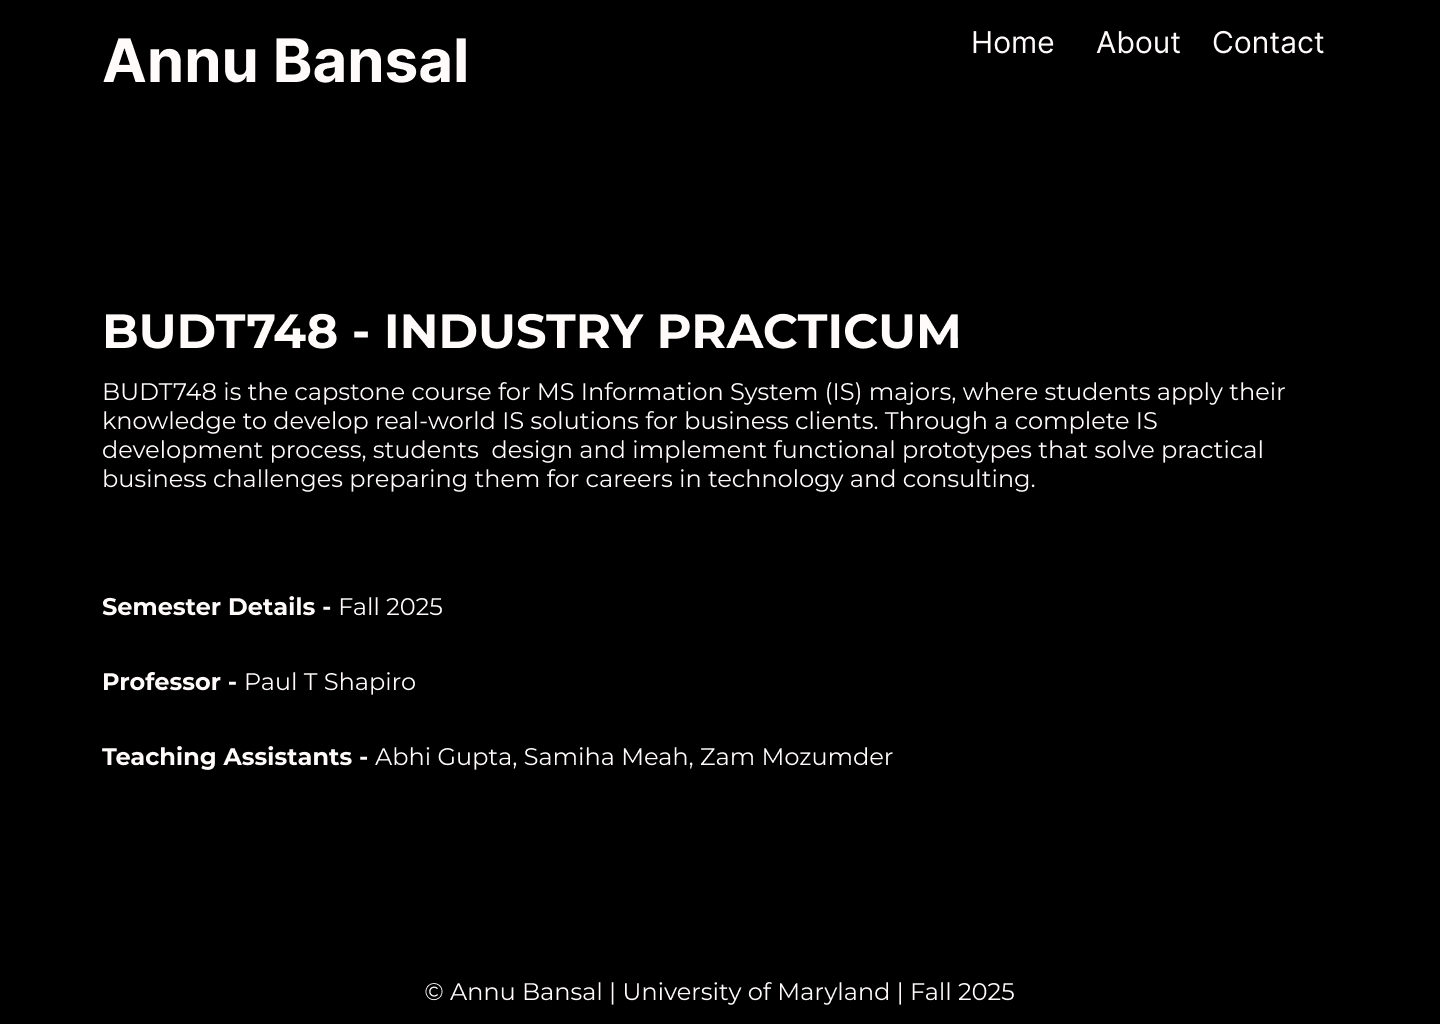 Annu Bansal
Home About Contact
BUDT748 - INDUSTRY PRACTICUM
BUDT748 is the capstone course for MS Information System (IS) majors, where students apply their
knowledge to develop real-world IS solutions for business clients. Through a complete IS
development process, students  design and implement functional prototypes that solve practical
business challenges preparing them for careers in technology and consulting.
Semester Details - Fall 2025
Professor - Paul T Shapiro
Teaching Assistants - Abhi Gupta, Samiha Meah, Zam Mozumder
© Annu Bansal | University of Maryland | Fall 2025